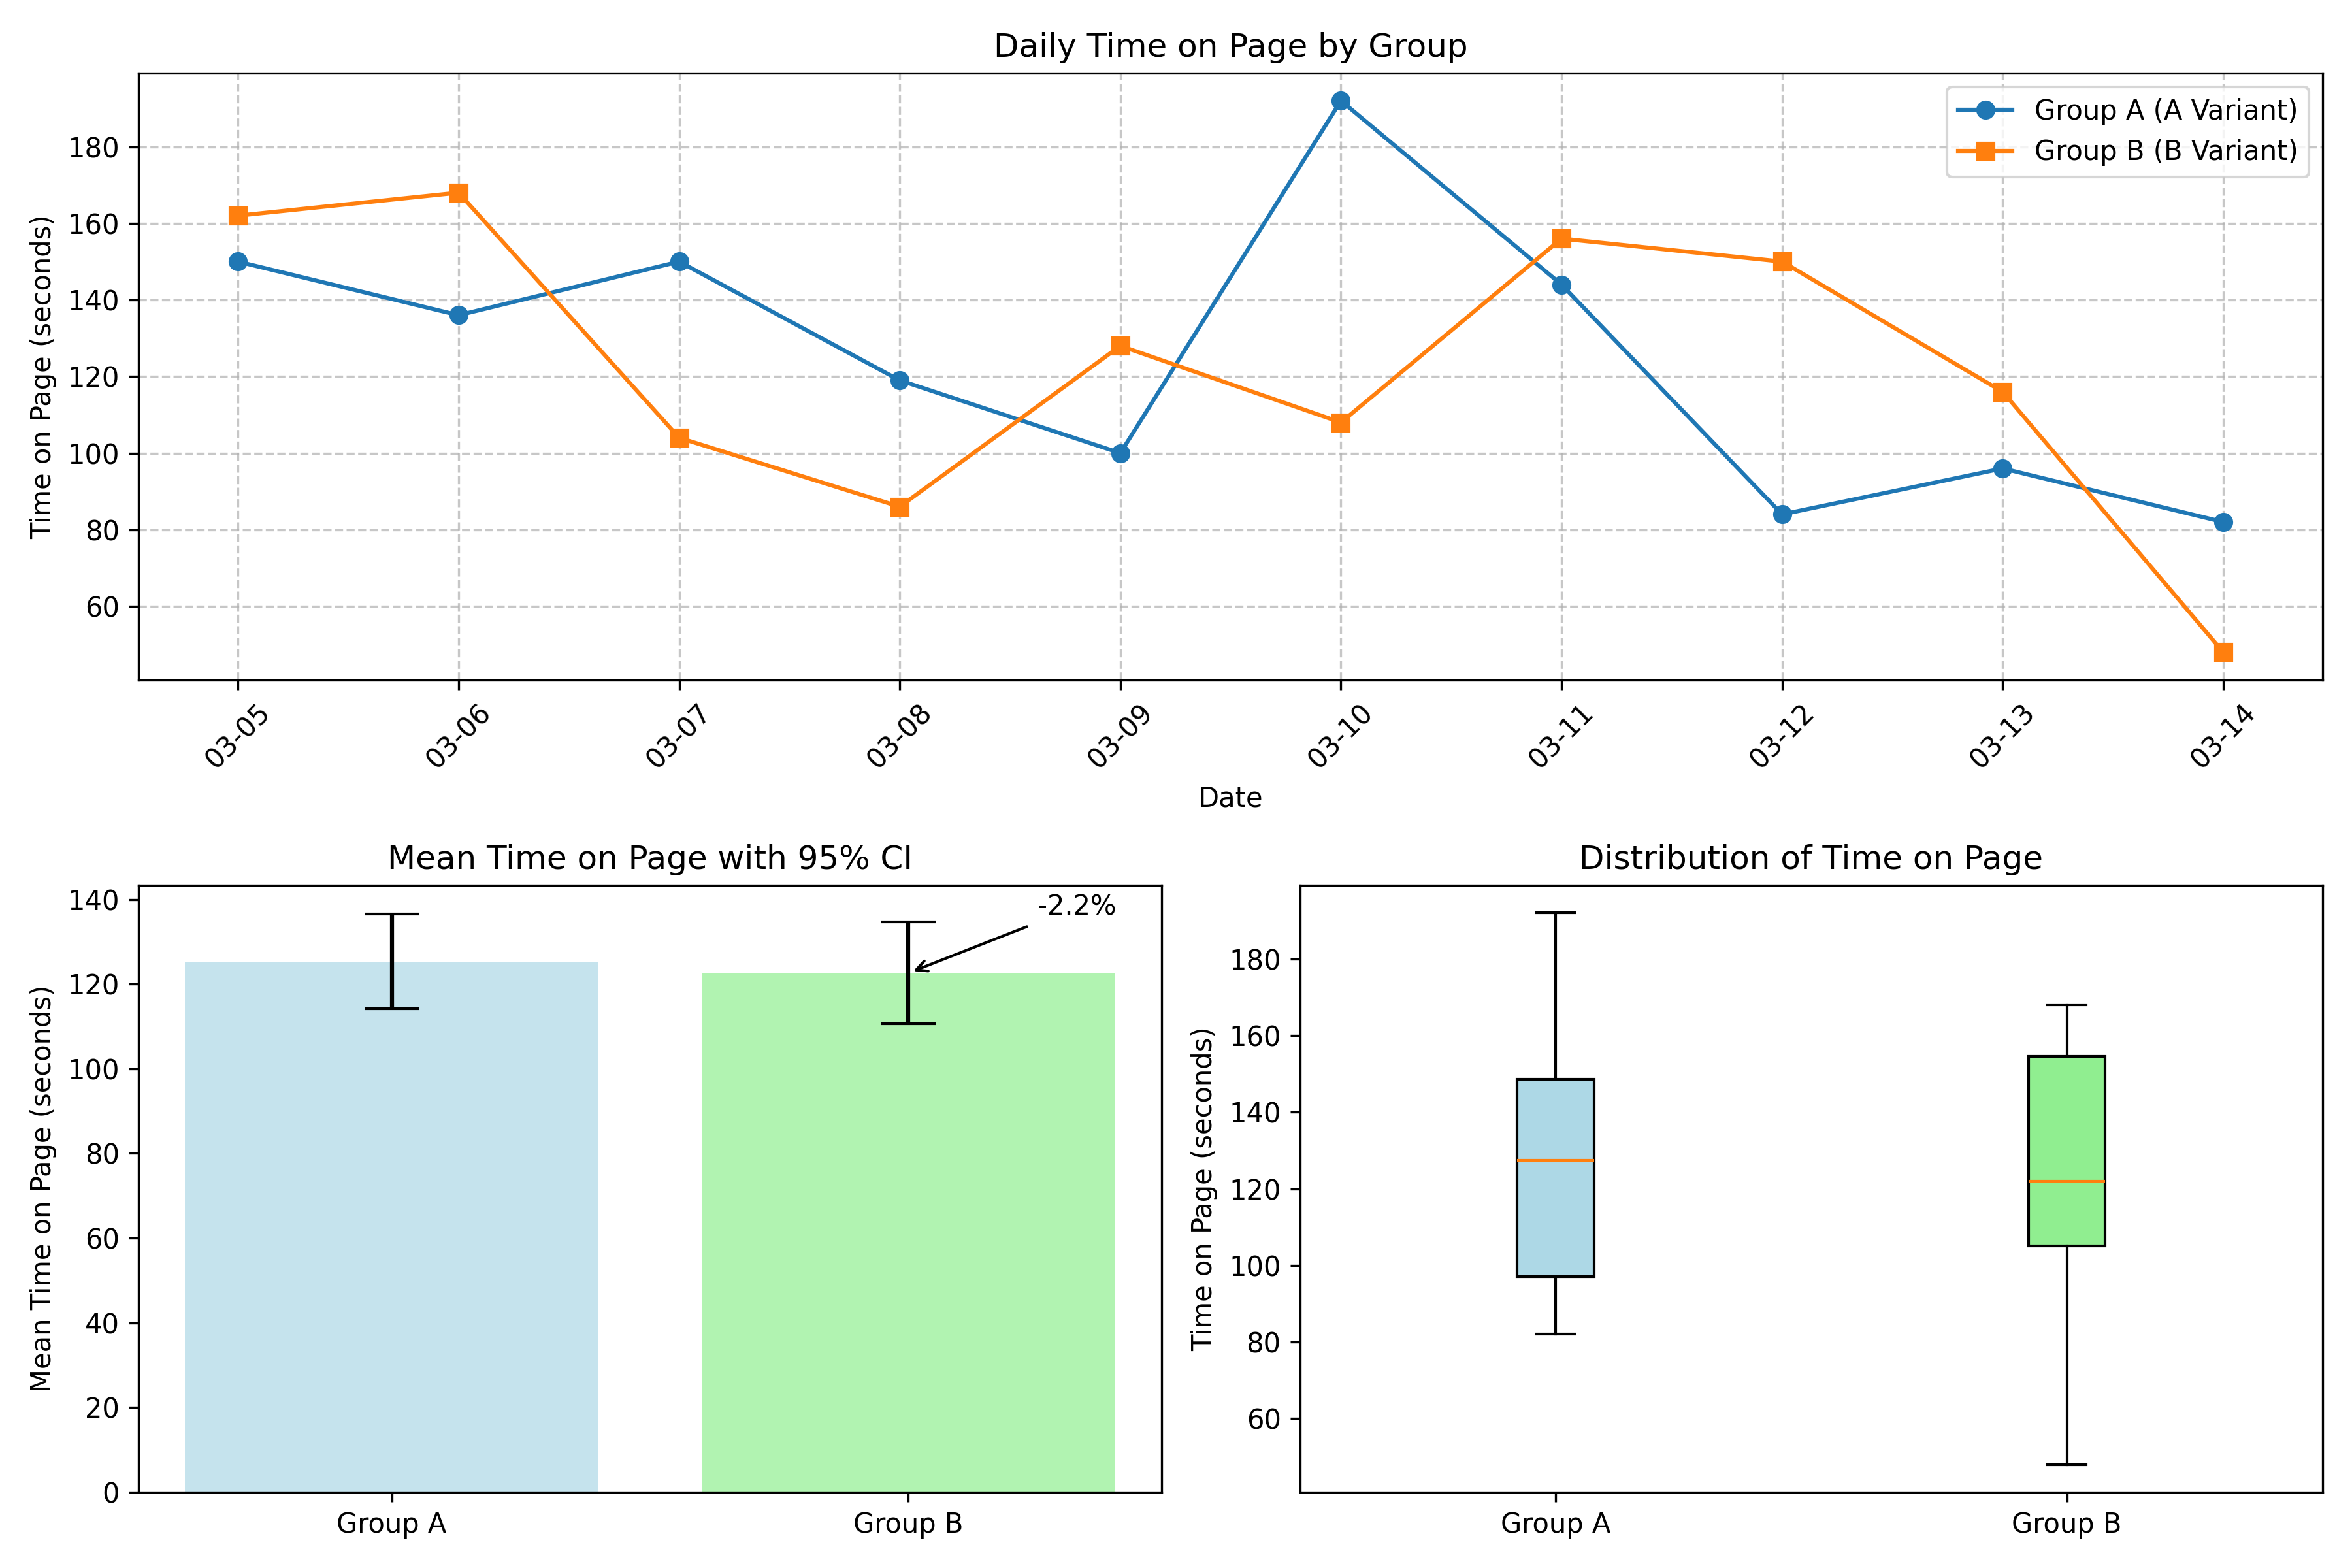 Daily Time on Page by Group
Time on Page (seconds)
180
160
140
120
100
80
60
Group A (A Variant)
Group B (B Variant)
03-05
03-06
03-07
03-08
03-09
03-10
03-11
03-12
03-13
03-14
Date
Mean Time on Page with 95% CI
Mean Time on Page (seconds)
140
120
100
80
60
40
20
0
-2.2%
Group A
Group B
Distribution of Time on Page
Time on Page (seconds)
180
160
140
120
100
80
60
Group A
Group B